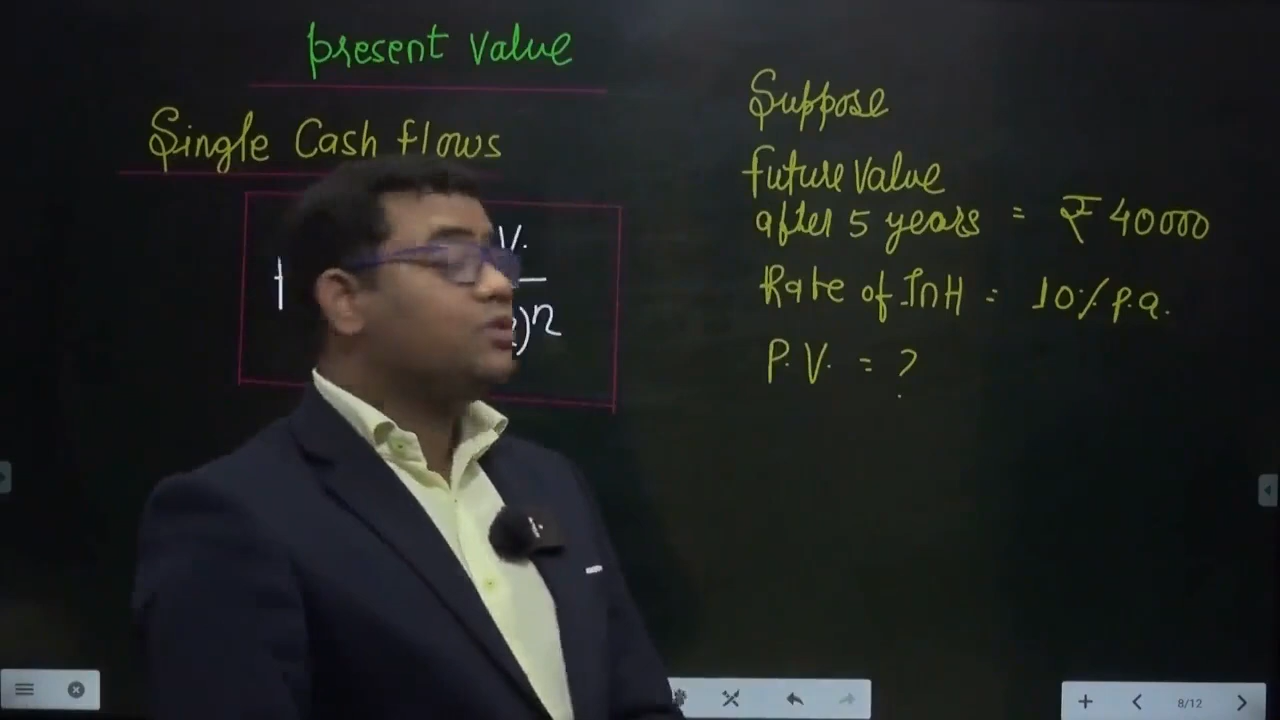 present value
Single Cash flows
V.
)n
Suppose
future value
after 5 years = ₹ 40000
Rate of Int = 10% p.a.
P.V. = ?
8/12